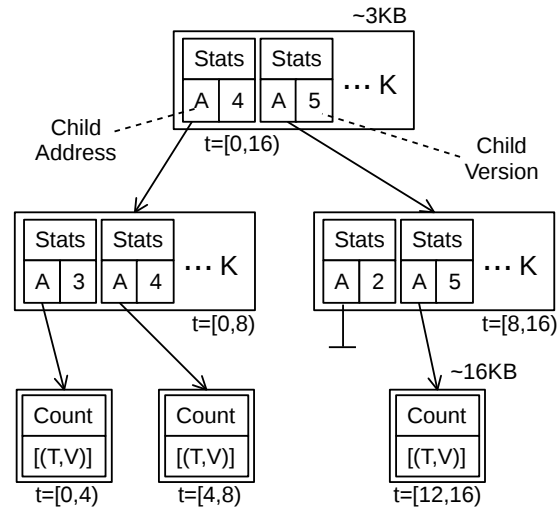 ~3KB
Stats Stats
A 4 A 5 ... K
Child
Address
t=[0,16)
Child
Version
Stats Stats
A 3 A 4 ... K
t=[0,8)
Stats Stats
A 2 A 5 ... K
t=[8,16)
~16KB
Count
[(T,V)]
t=[0,4)
Count
[(T,V)]
t=[4,8)
Count
[(T,V)]
t=[12,16)